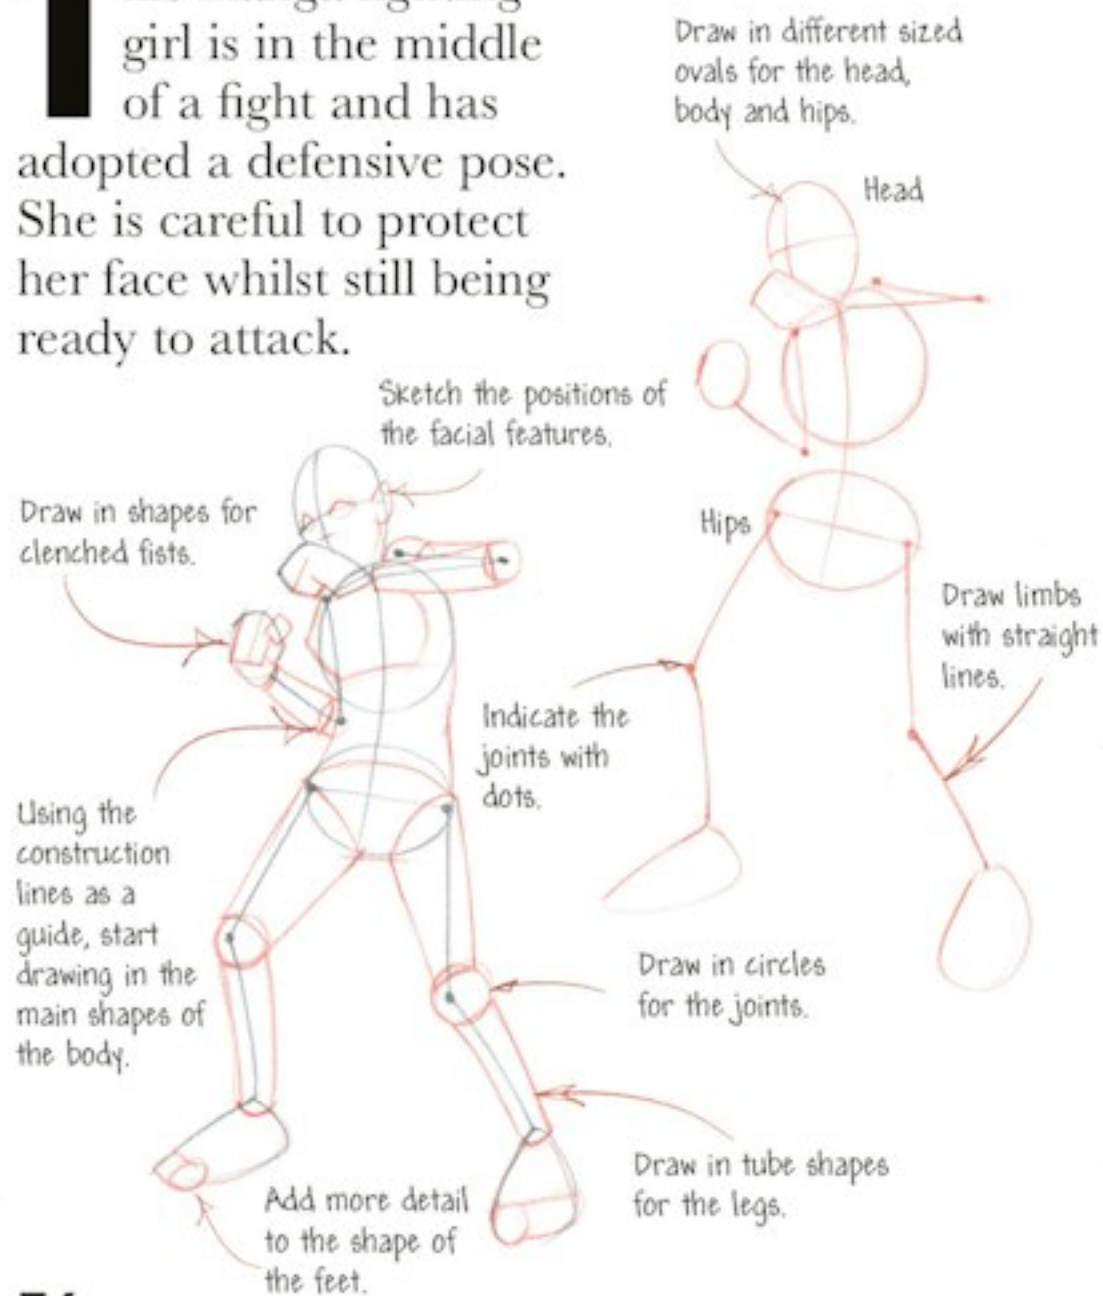 girl is in the middle
of a fight and has
adopted a defensive pose.
She is careful to protect
her face whilst still being
ready to attack.
Draw in different sized
ovals for the head,
body and hips.
Head
Sketch the positions of
the facial features.
Draw in shapes for
clenched fists.
Hips
Draw limbs
with straight
lines.
Indicate the
joints with
dots.
Using the
construction
lines as a
guide, start
drawing in the
main shapes of
the body.
Draw in circles
for the joints.
Draw in tube shapes
for the legs.
Add more detail
to the shape of
the feet.